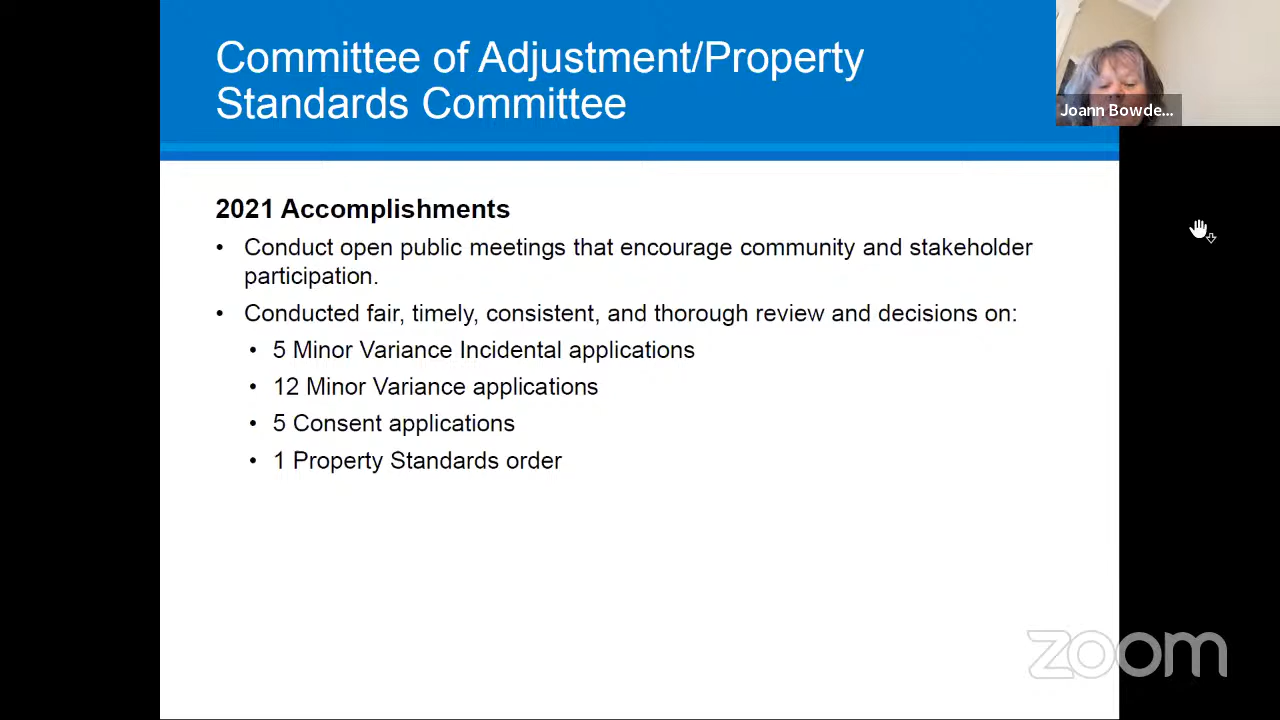 Committee of Adjustment/Property
Standards Committee
Joann Bowde...
2021 Accomplishments
• Conduct open public meetings that encourage community and stakeholder
participation.
• Conducted fair, timely, consistent, and thorough review and decisions on:
• 5 Minor Variance Incidental applications
• 12 Minor Variance applications
• 5 Consent applications
• 1 Property Standards order
zoom